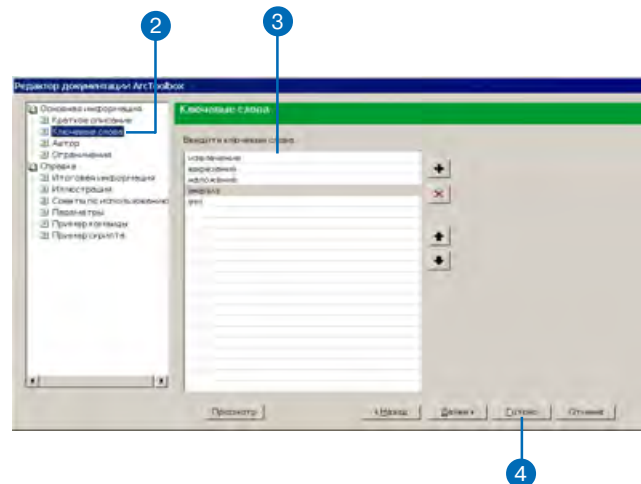 2
3
Редактор документации ArcToolbox
Основная информация
Краткое описание
Ключевые слова
Автор
Ограничения
Справка
Итоговая информация
Иллюстрации
Советы по использованию
Параметры
Пример команды
Пример скрипта
Ключевые слова
Введите ключевые слова
извлечение
вырезание
наложение
Просмотр
< Назад
Далее >
Готово
Отмена
4